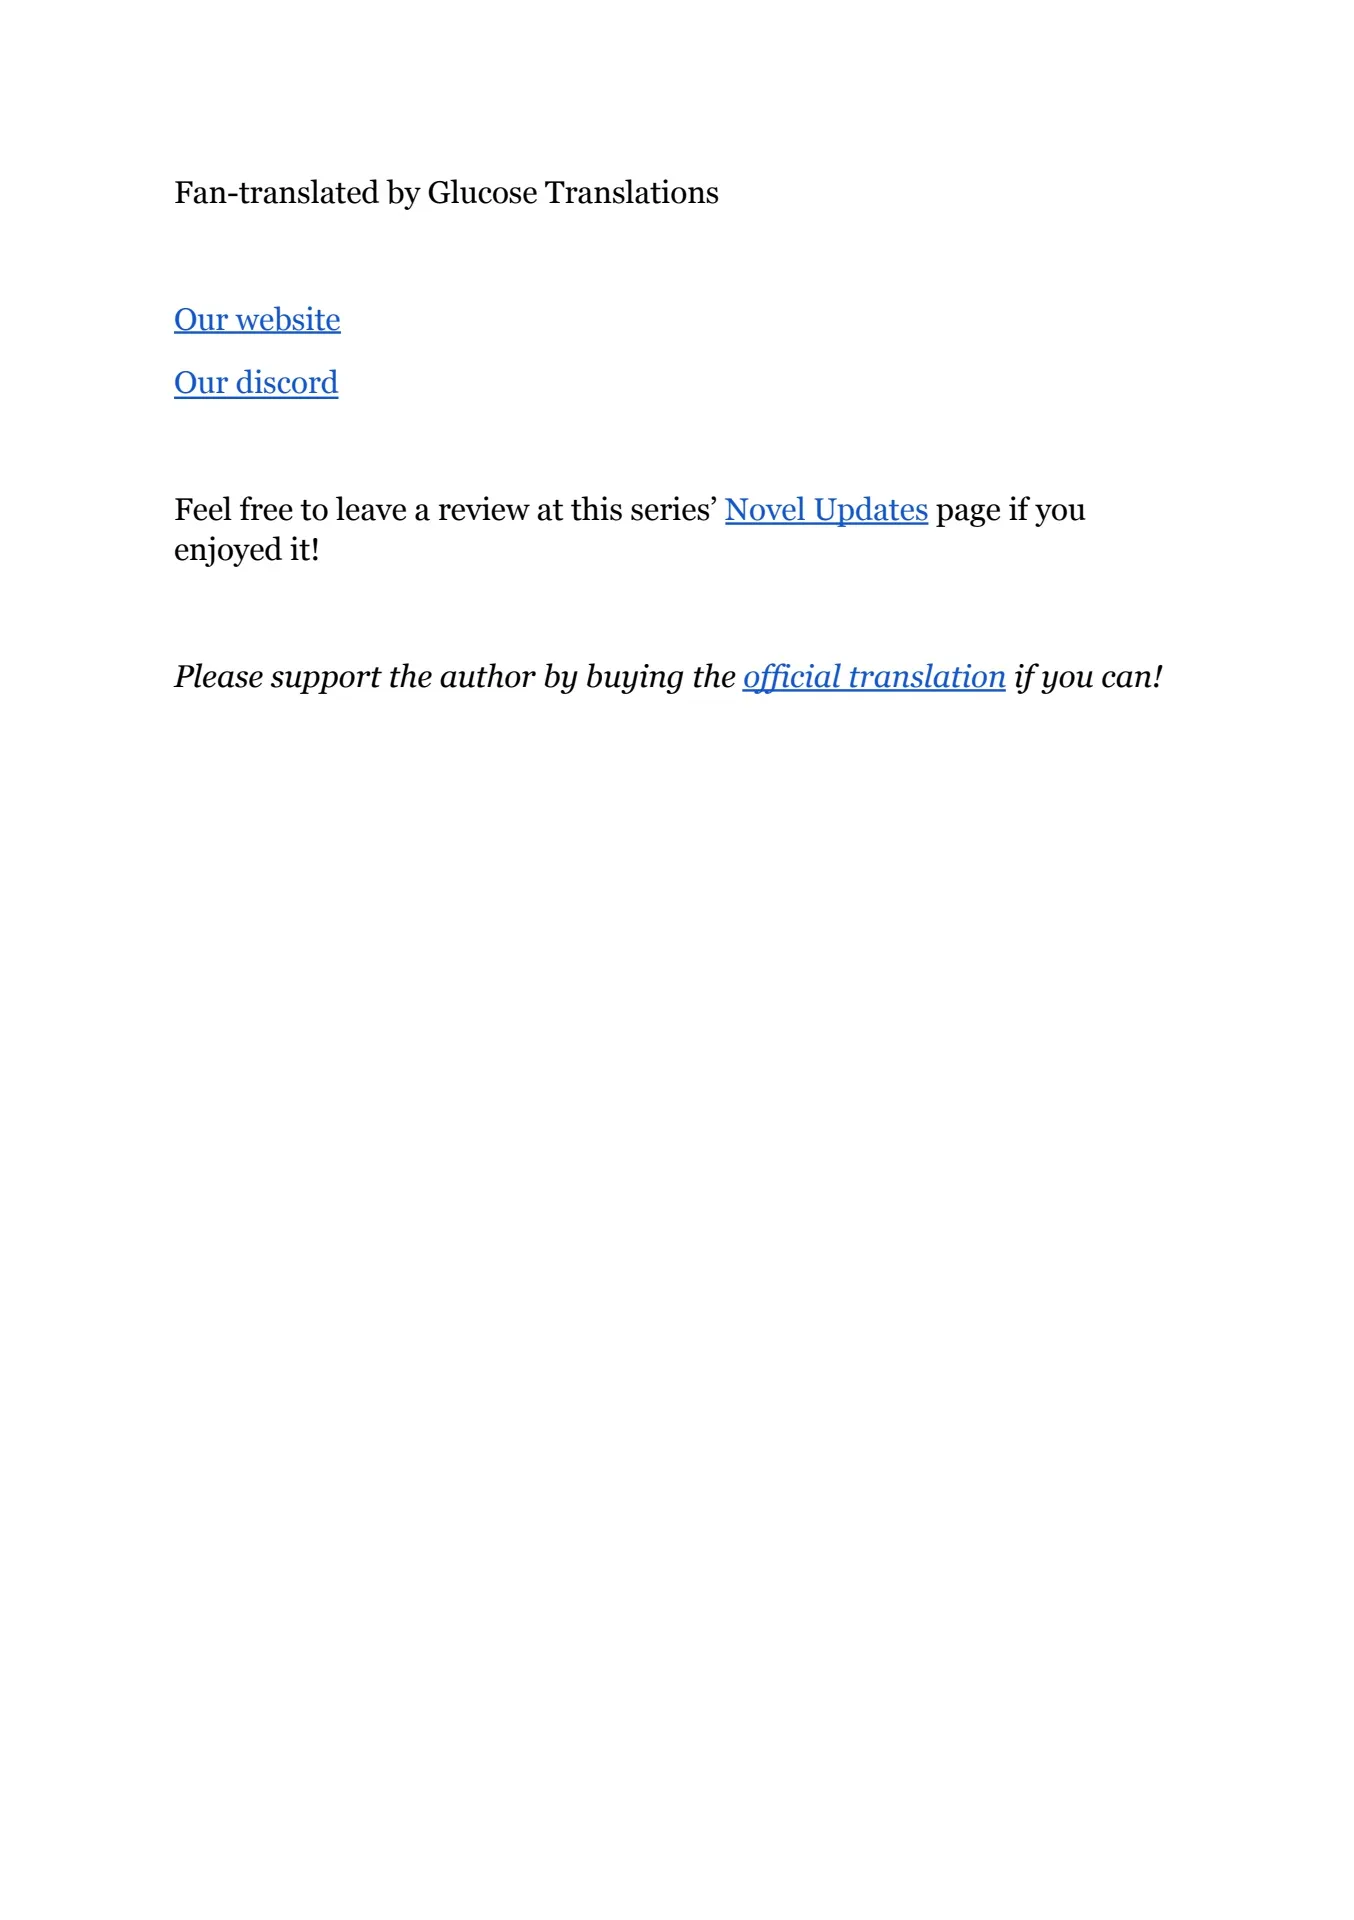 Fan-translated by Glucose Translations
Our website
Our discord
Feel free to leave a review at this series’ Novel Updates page if you
enjoyed it!
Please support the author by buying the official translation if you can!